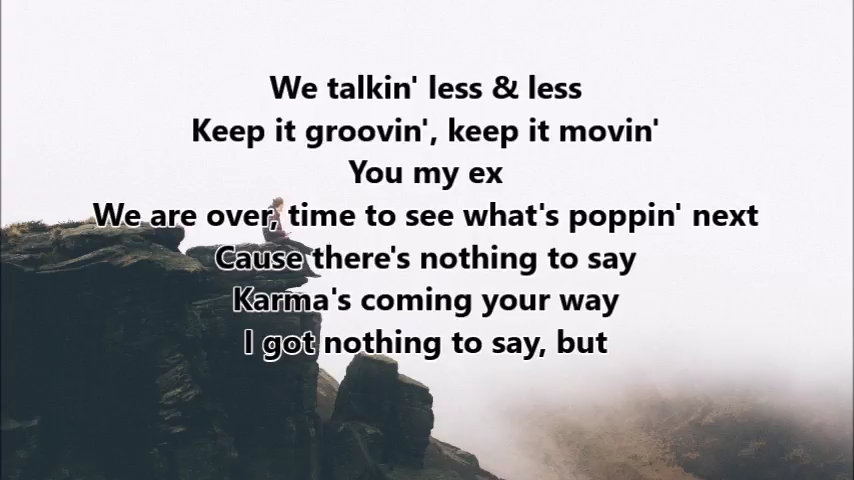 We talkin' less & less
Keep it groovin', keep it movin'
You my ex
We are over, time to see what's poppin' next
Cause there's nothing to say
Karma's coming your way
I got nothing to say, but